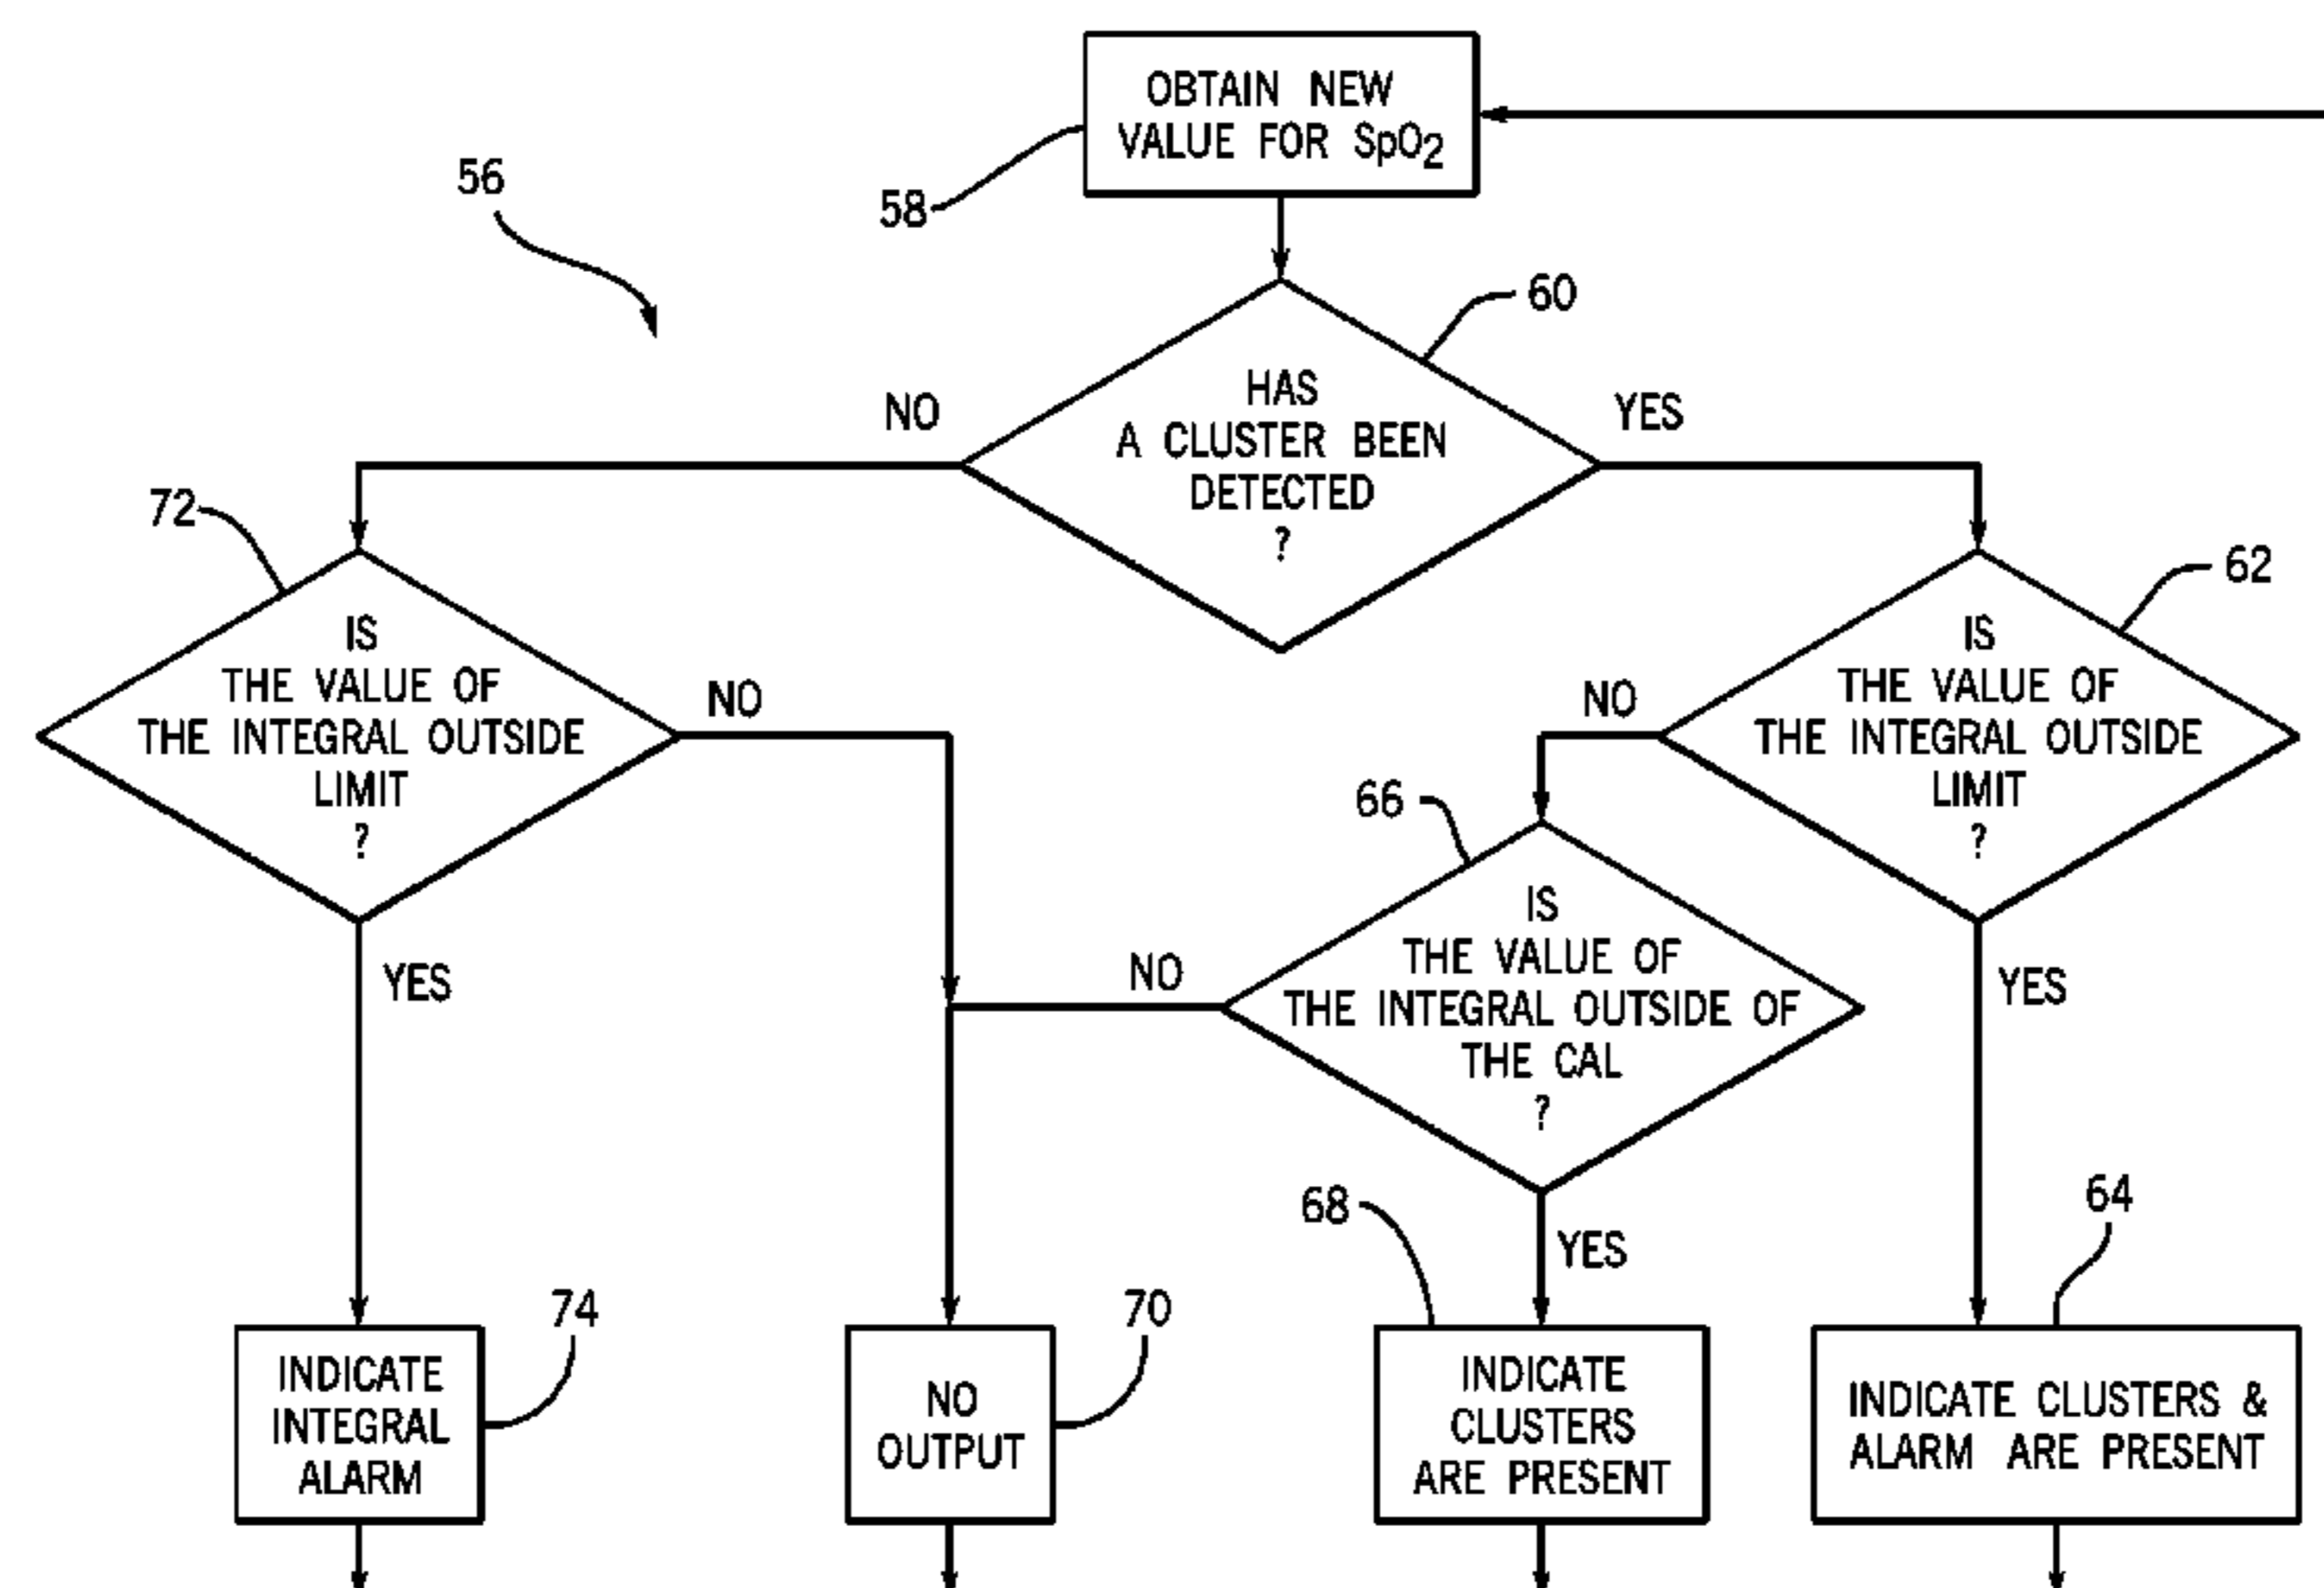 OBTAIN NEW
VALUE FOR SpO2
56
58
60
HAS
A CLUSTER BEEN
DETECTED
?
NO
YES
72
62
IS
THE VALUE OF
THE INTEGRAL OUTSIDE
LIMIT
?
NO
YES
IS
THE VALUE OF
THE INTEGRAL OUTSIDE
LIMIT
?
NO
YES
66
IS
THE VALUE OF
THE INTEGRAL OUTSIDE OF
THE CAL
?
NO
YES
74
INDICATE
INTEGRAL
ALARM
70
NO
OUTPUT
68
INDICATE
CLUSTERS
ARE PRESENT
64
INDICATE CLUSTERS &
ALARM ARE PRESENT